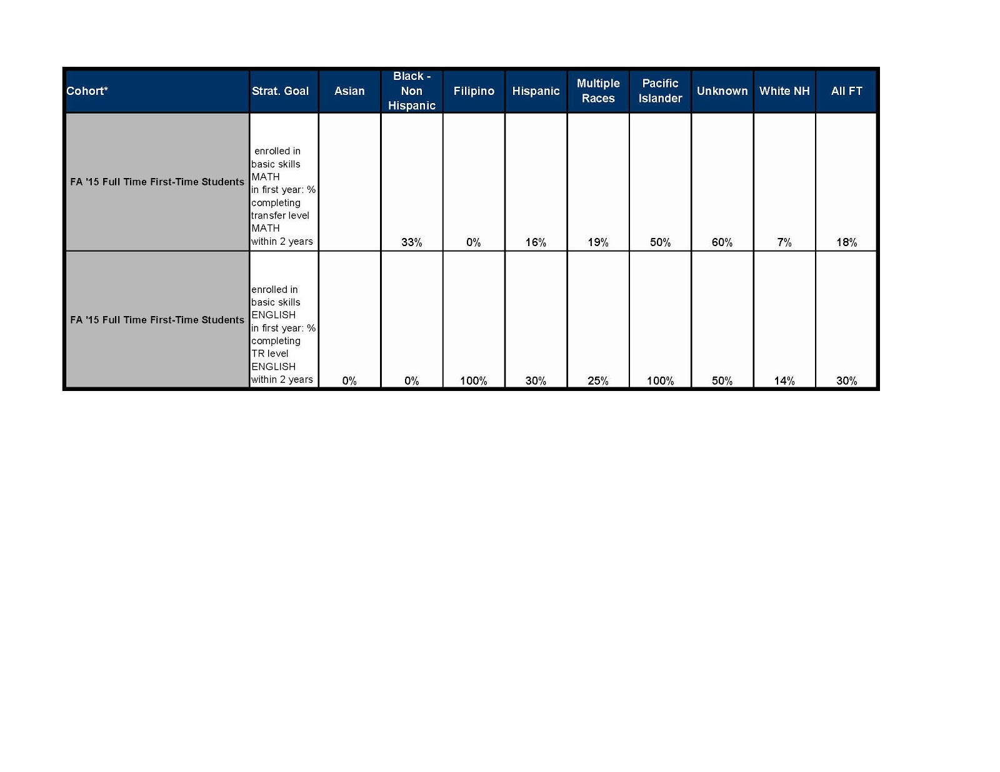 Cohort*
Strat. Goal
Asian
Black -
Non
Hispanic
Filipino
Hispanic
Multiple
Races
Pacific
Islander
Unknown
White NH
All FT
FA '15 Full Time First-Time Students
enrolled in
basic skills
MATH
in first year: %
completing
transfer level
MATH
within 2 years
33%
0%
16%
19%
50%
60%
7%
18%
FA '15 Full Time First-Time Students
enrolled in
basic skills
ENGLISH
in first year: %
completing
TR level
ENGLISH
within 2 years
0%
0%
100%
30%
25%
100%
50%
14%
30%